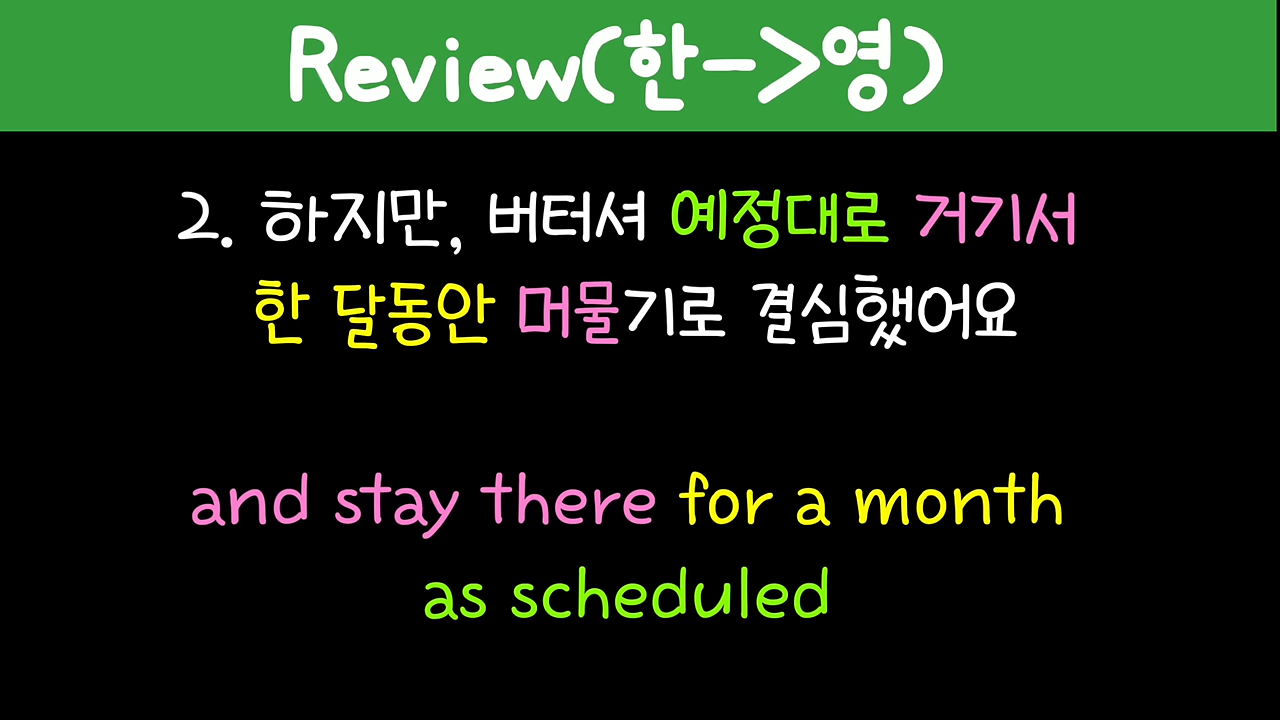 Review(한->영)
2. 하지만, 버터셔 예정대로 거기서
한 달동안 머물기로 결심했어요
and stay there for a month
as scheduled